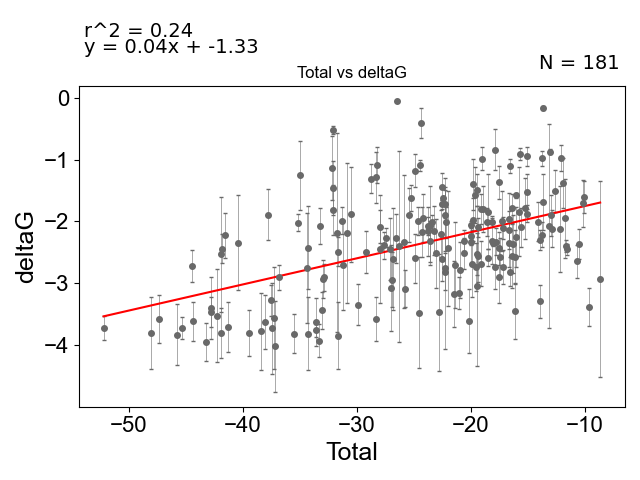 r^2 = 0.24
y = 0.04x + -1.33
N = 181
Total vs deltaG
deltaG
0
−1
−2
−3
−4
−50
−40
−30
−20
−10
Total